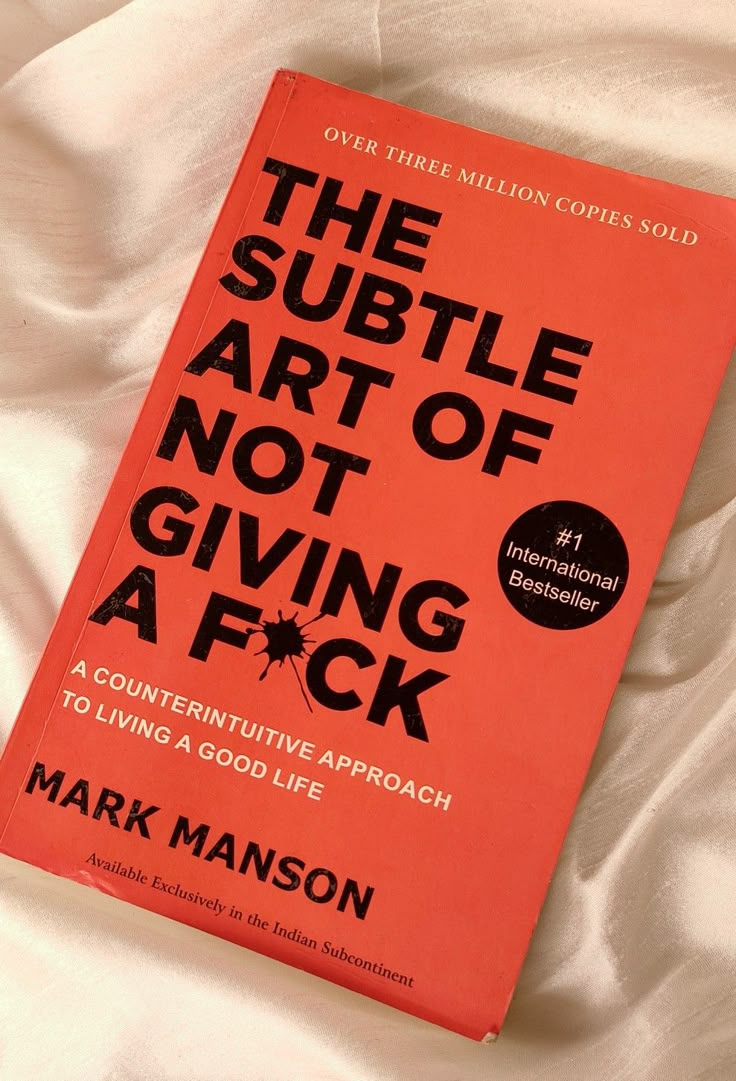 OVER THREE MILLION COPIES SOLD
THE
SUBTLE
ART OF
NOT
GIVING
A F*CK
#1
International
Bestseller
A COUNTERINTUITIVE APPROACH
TO LIVING A GOOD LIFE
MARK MANSON
Available Exclusively in the Indian Subcontinent